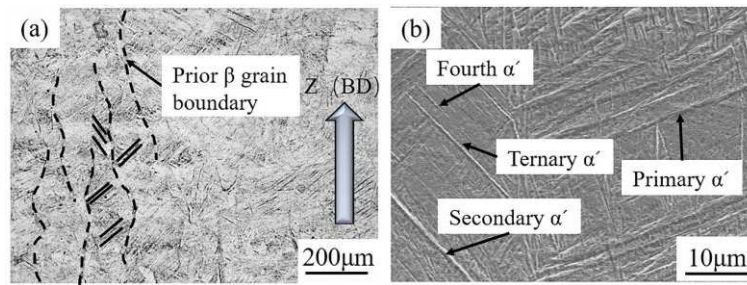 (a)
Prior β grain
boundary
Z (BD)
200μm
(b)
Fourth α´
Ternary α´
Primary α´
Secondary α´
10μm